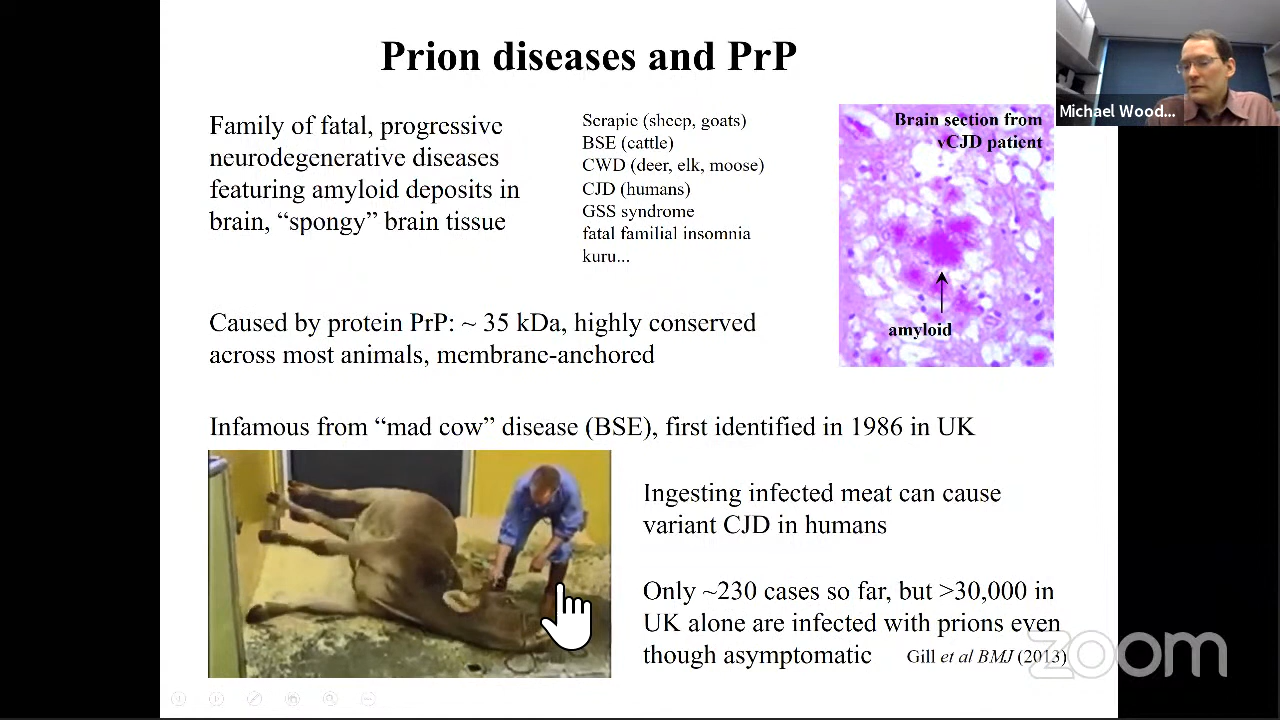 Prion diseases and PrP
Michael Wood...
Family of fatal, progressive
neurodegenerative diseases
featuring amyloid deposits in
brain, “spongy” brain tissue
Scrapie (sheep, goats)
BSE (cattle)
CWD (deer, elk, moose)
CJD (humans)
GSS syndrome
fatal familial insomnia
kuru...
Brain section from
vCJD patient
amyloid
Caused by protein PrP: ~ 35 kDa, highly conserved
across most animals, membrane-anchored
Infamous from “mad cow” disease (BSE), first identified in 1986 in UK
Ingesting infected meat can cause
variant CJD in humans
Only ~230 cases so far, but >30,000 in
UK alone are infected with prions even
though asymptomatic
Gill et al BMJ (2013)
zoom